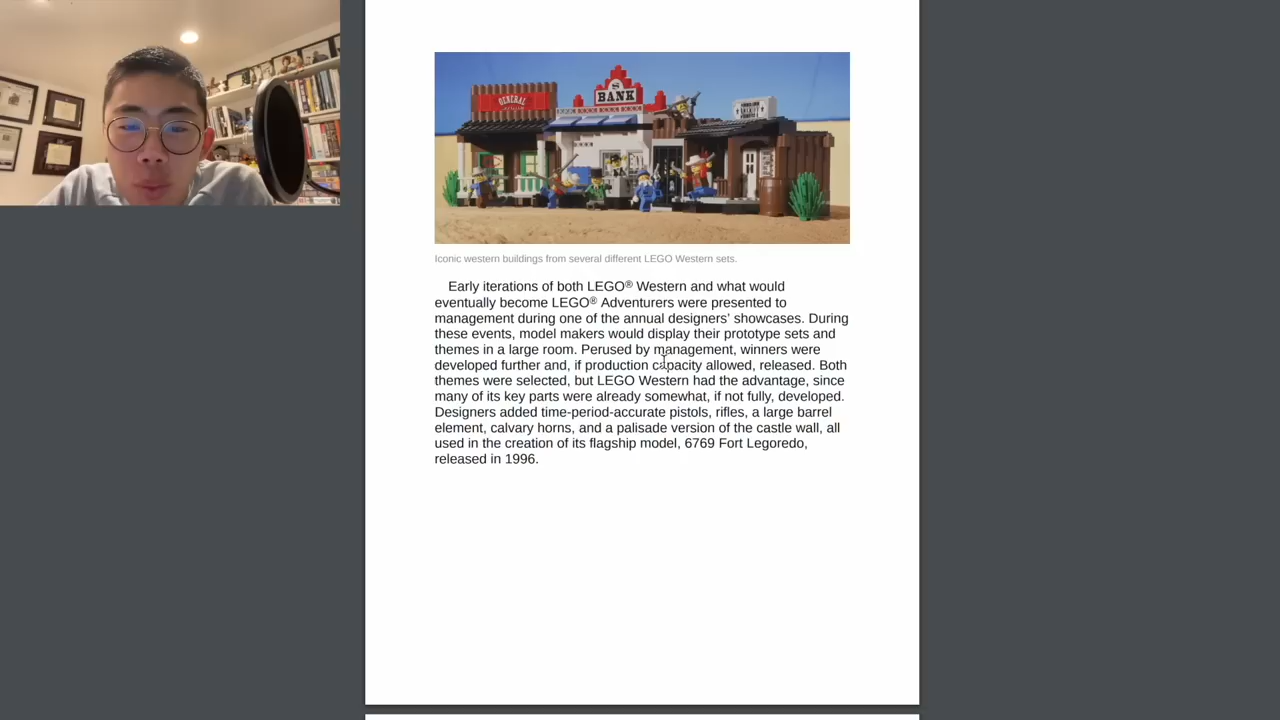 GENERAL
$
BANK
Iconic western buildings from several different LEGO Western sets.
Early iterations of both LEGO® Western and what would
eventually become LEGO® Adventurers were presented to
management during one of the annual designers’ showcases. During
these events, model makers would display their prototype sets and
themes in a large room. Perused by management, winners were
developed further and, if production capacity allowed, released. Both
themes were selected, but LEGO Western had the advantage, since
many of its key parts were already somewhat, if not fully, developed.
Designers added time-period-accurate pistols, rifles, a large barrel
element, calvary horns, and a palisade version of the castle wall, all
used in the creation of its flagship model, 6769 Fort Legoredo,
released in 1996.